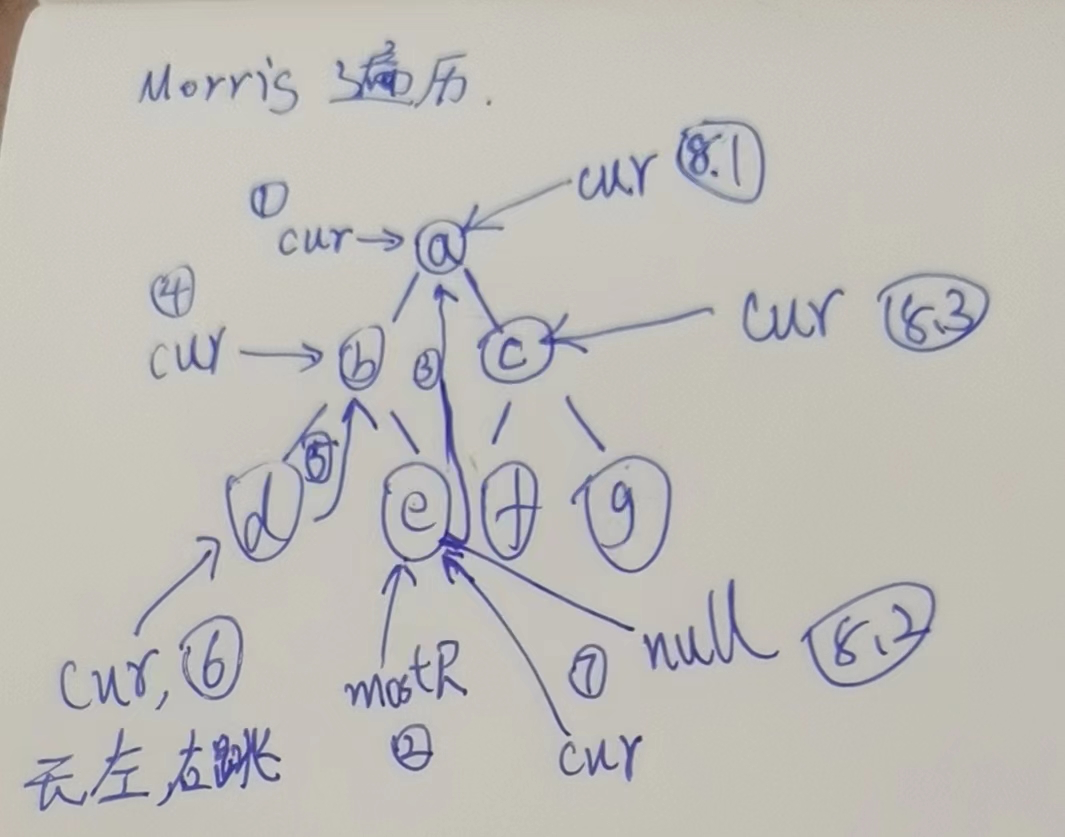 Morris 遍历.
① cur 8.1
cur → a
④
cur → b ③ c cur 8.3
d ⑤ e f g
cur, ⑥ mostR ⑦ null 8.2
无左,右跳 ② cur